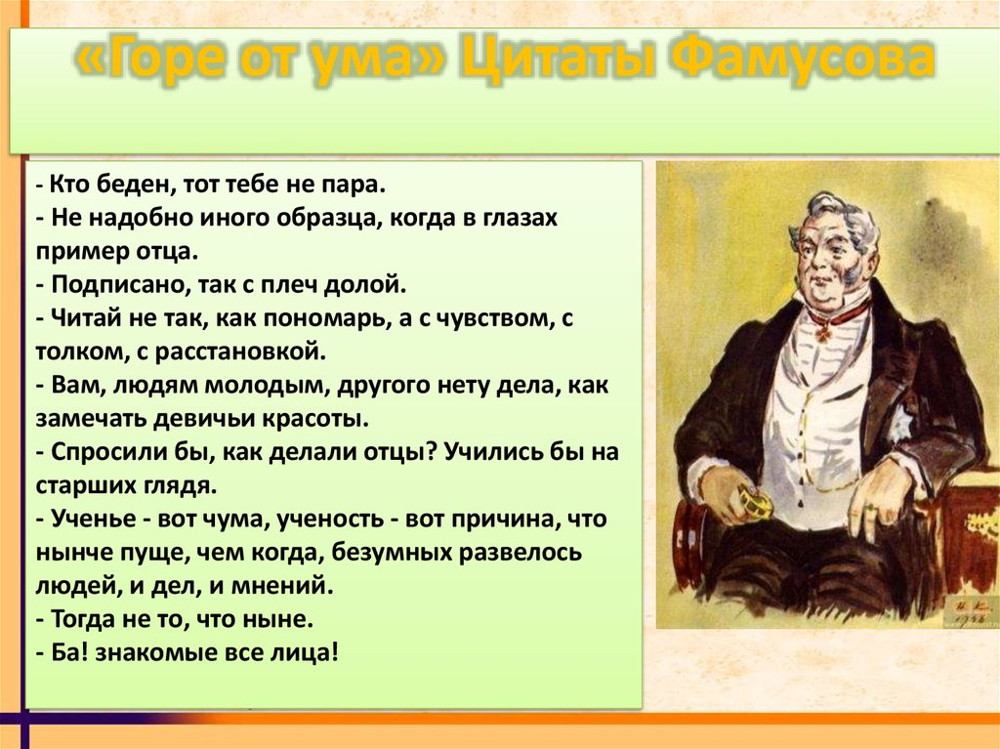 «Горе от ума» Цитаты Фамусова
- Кто беден, тот тебе не пара.
- Не надобно иного образца, когда в глазах
пример отца.
- Подписано, так с плеч долой.
- Читай не так, как пономарь, а с чувством, с
толком, с расстановкой.
- Вам, людям молодым, другого нету дела, как
замечать девичьи красоты.
- Спросили бы, как делали отцы? Учились бы на
старших глядя.
- Ученье - вот чума, ученость - вот причина, что
нынче пуще, чем когда, безумных развелось
людей, и дел, и мнений.
- Тогда не то, что ныне.
- Ба! знакомые все лица!